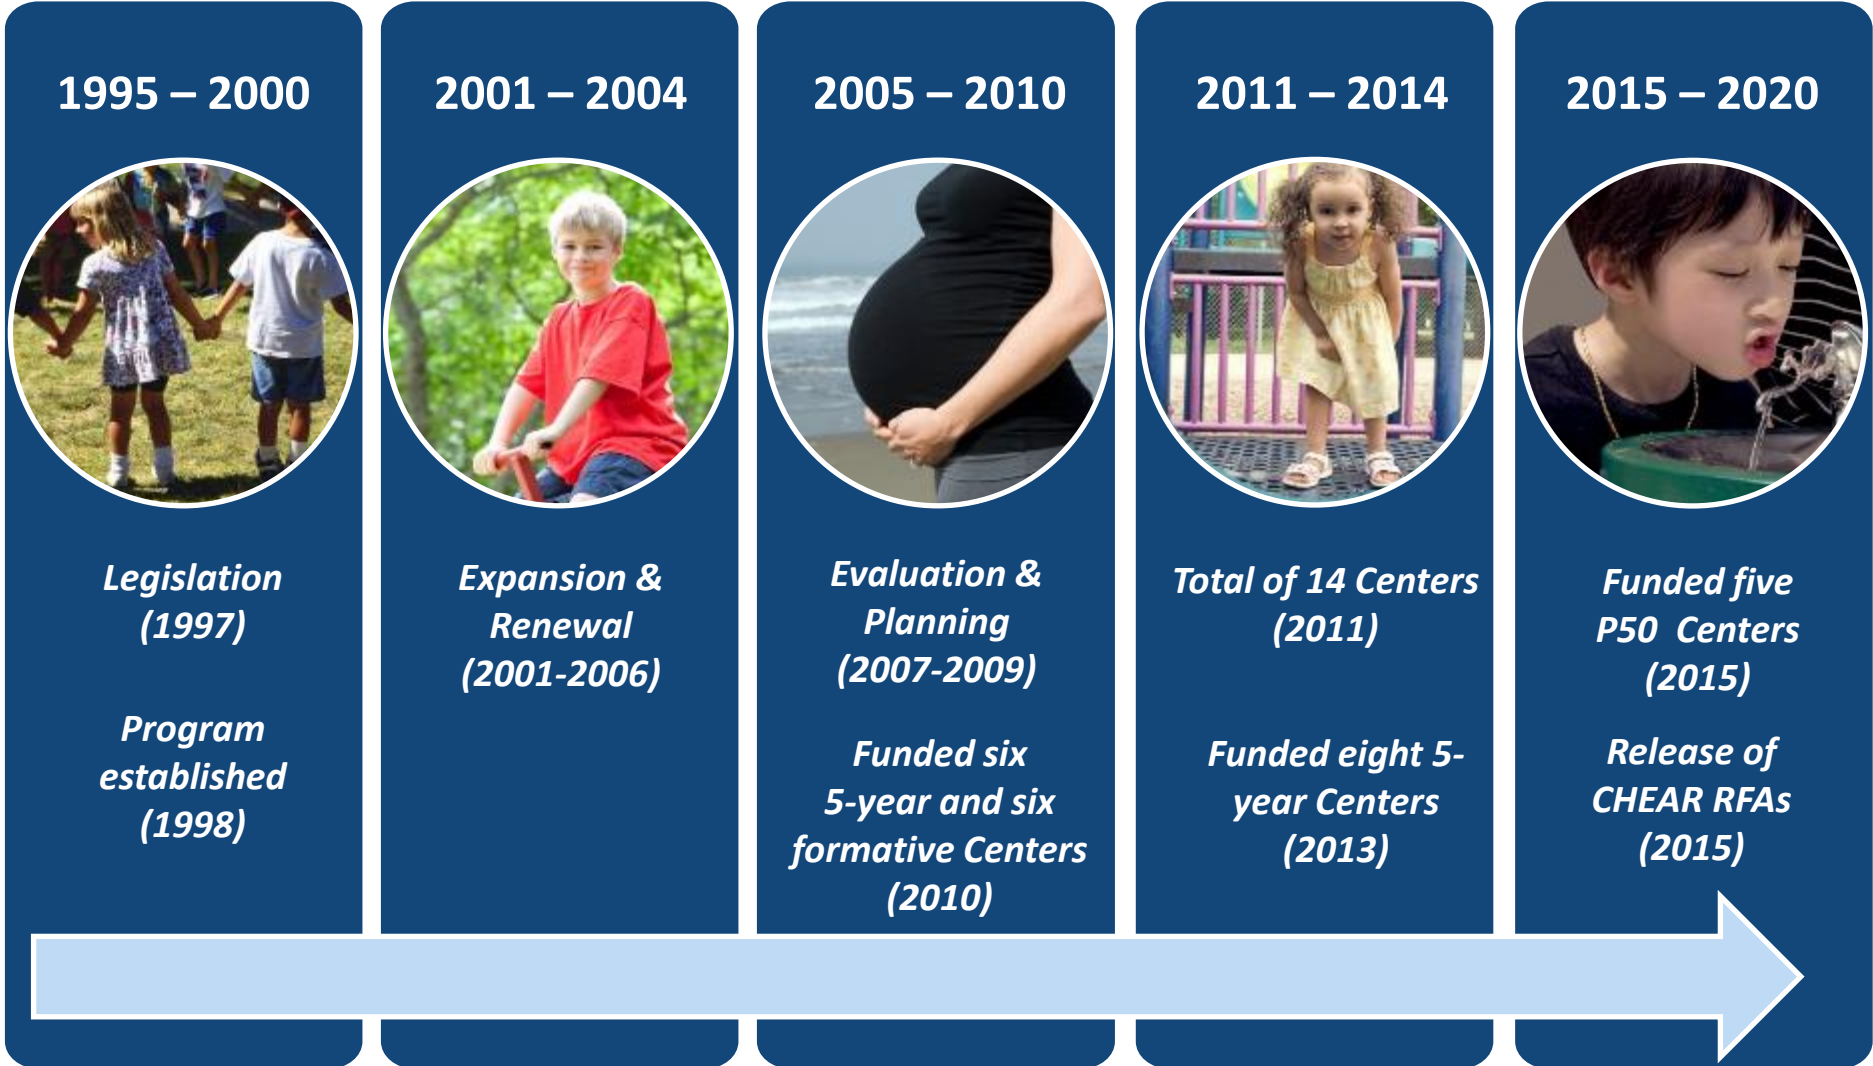 1995 – 2000
Legislation
(1997)
Program
established
(1998)
2001 – 2004
Expansion &
Renewal
(2001-2006)
2005 – 2010
Evaluation &
Planning
(2007-2009)
Funded six
5-year and six
formative Centers
(2010)
2011 – 2014
Total of 14 Centers
(2011)
Funded eight 5-
year Centers
(2013)
2015 – 2020
Funded five
P50  Centers
(2015)
Release of
CHEAR RFAs
(2015)